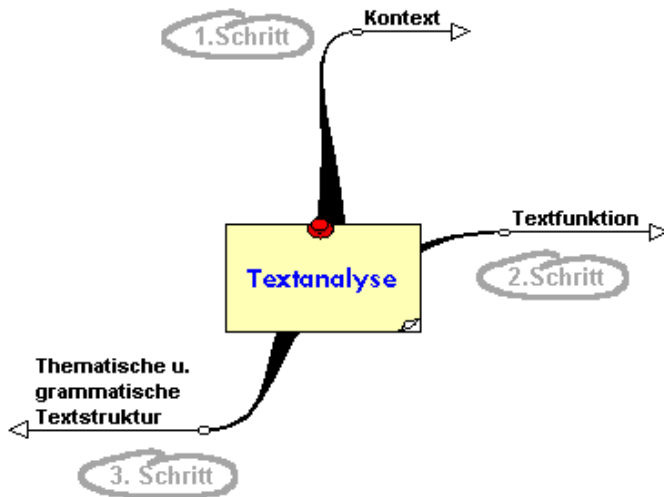 1.Schritt
Kontext
Textfunktion
2.Schritt
Textanalyse
Thematische u.
grammatische
Textstruktur
3. Schritt